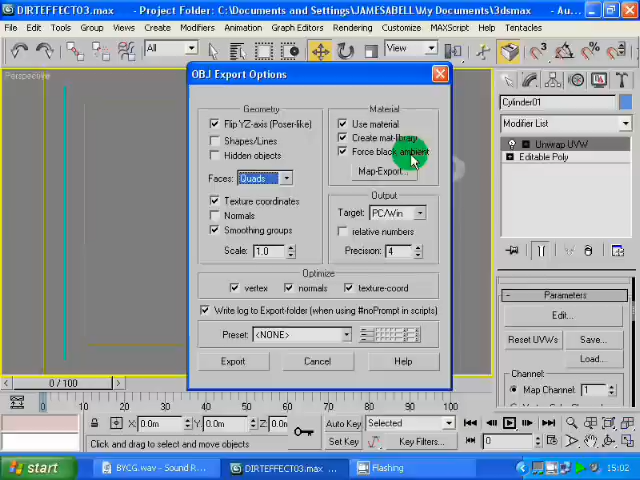 DIRTEFFECT03.max - Project Folder: C:\Documents and Settings\JAMESABELL\My Documents\3dsmax - Au...
File Edit Tools Group Views Create Modifiers Animation Graph Editors Rendering Customize MAXScript Help Tentacles
All
View
Perspective
OBJ Export Options
Geometry
Flip YZ-axis (Poser-like)
Shapes/Lines
Hidden objects
Faces: Quads
Texture coordinates
Normals
Smoothing groups
Scale: 1.0
Material
Use material
Create mat-library
Force black ambient
Map-Export...
Output
Target: PC/Win
relative numbers
Precision: 4
Optimize
vertex normals texture-coord
Write log to Export-folder (when using #noPrompt in scripts)
Preset: <NONE>
Export Cancel Help
Cylinder01
Modifier List
Unwrap UVW
Editable Poly
Parameters
Edit...
Reset UVWs Save...
Load...
Channel:
Map Channel: 1
0 / 100
0 10 20 30 40 50 60 70 80 90 100
X: 0.0m Y: 0.0m Z: 0.0m
Auto Key Selected
Set Key Key Filters...
0
Click and drag to select and move objects
start
BYCG.wav - Sound R...
DIRTEFFECT03.max ...
Flashing
15:02